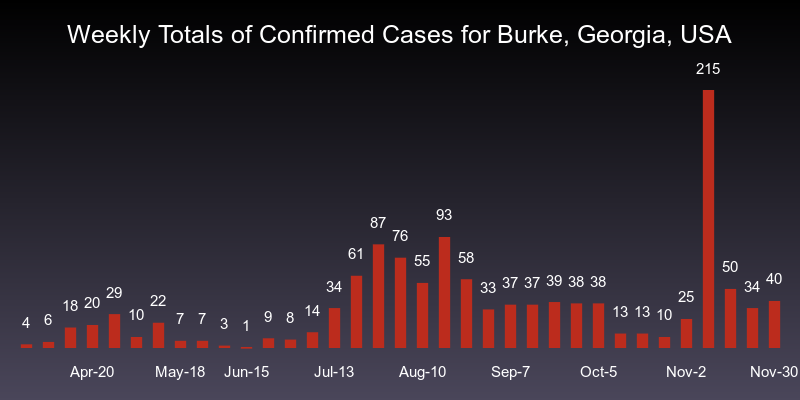 Weekly Totals of Confirmed Cases for Burke, Georgia, USA
4 6 18 20 29 10 22 7 7 3 1 9 8 14 34 61 87 76 55 93 58 33 37 37 39 38 38 13 13 10 25 215 50 34 40
Apr-20 May-18 Jun-15 Jul-13 Aug-10 Sep-7 Oct-5 Nov-2 Nov-30